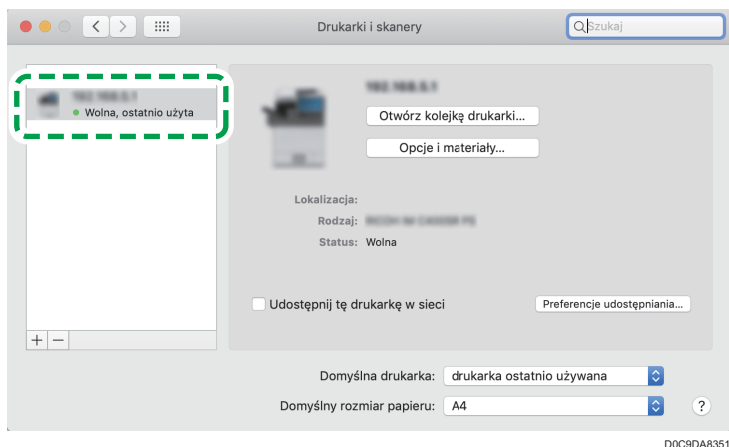 Drukarki i skanery
Szukaj
Wolna, ostatnio użyta
Otwórz kolejkę drukarki...
Opcje i materiały...
Lokalizacja:
Rodzaj:
Status: Wolna
Udostępnij tę drukarkę w sieci
Preferencje udostępniania...
+ −
Domyślna drukarka: drukarka ostatnio używana
Domyślny rozmiar papieru: A4
?
D0C9DA8351